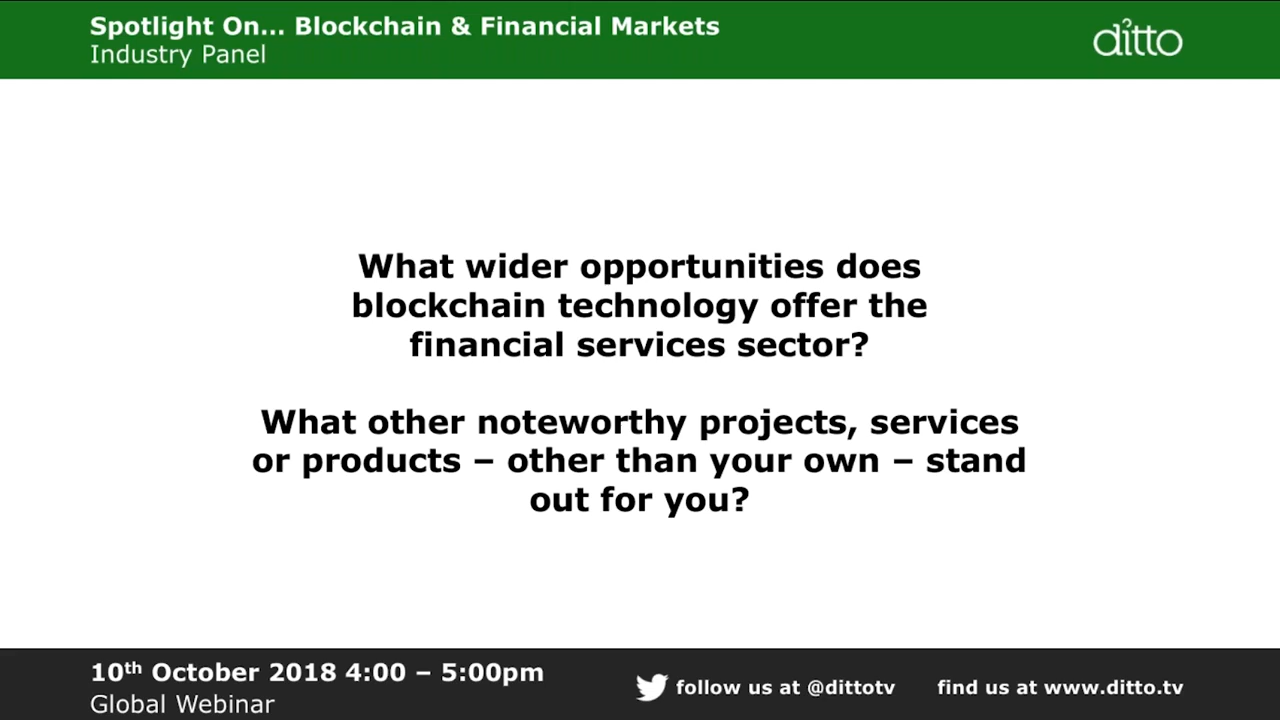 Spotlight On... Blockchain & Financial Markets
Industry Panel
ditto
What wider opportunities does
blockchain technology offer the
financial services sector?
What other noteworthy projects, services
or products – other than your own – stand
out for you?
10th October 2018 4:00 – 5:00pm
Global Webinar
follow us at @dittotv
find us at www.ditto.tv